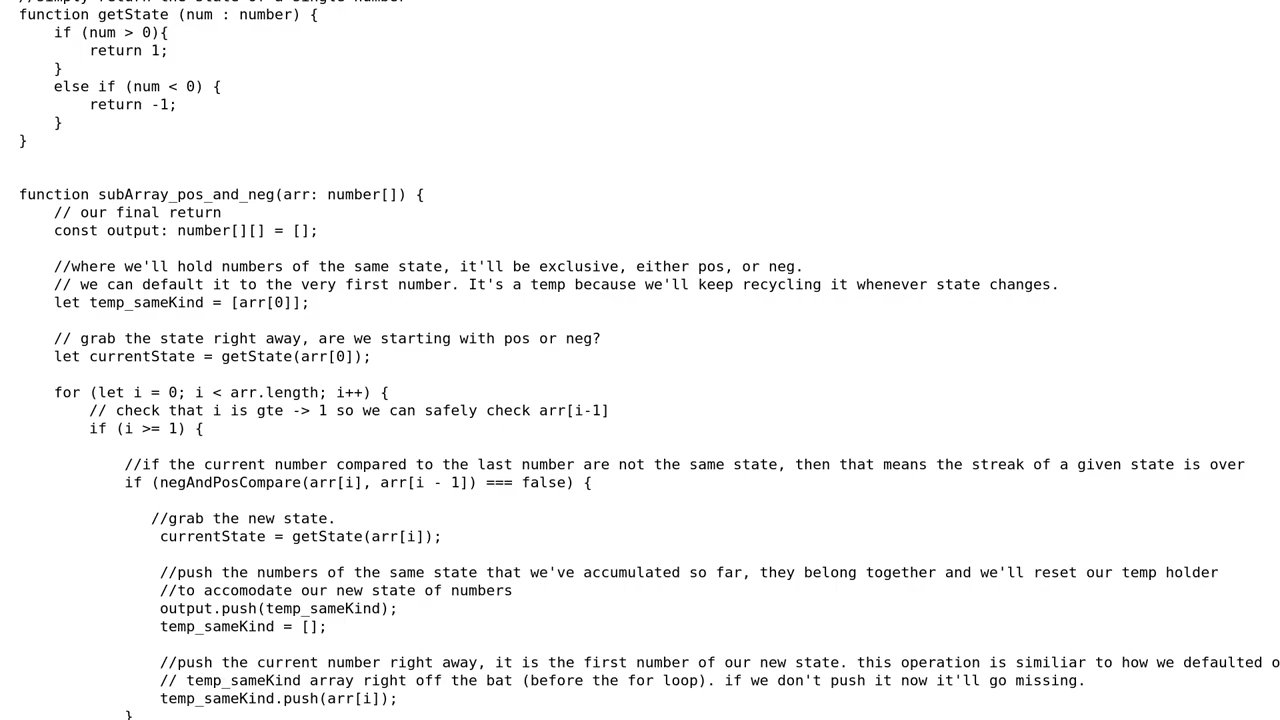 //simply return the state of a single number
function getState (num : number) {
    if (num > 0){
        return 1;
    }
    else if (num < 0) {
        return -1;
    }
}
function subArray_pos_and_neg(arr: number[]) {
    // our final return
    const output: number[][] = [];
    //where we'll hold numbers of the same state, it'll be exclusive, either pos, or neg.
    // we can default it to the very first number. It's a temp because we'll keep recycling it whenever state changes.
    let temp_sameKind = [arr[0]];
    // grab the state right away, are we starting with pos or neg?
    let currentState = getState(arr[0]);
    for (let i = 0; i < arr.length; i++) {
        // check that i is gte -> 1 so we can safely check arr[i-1]
        if (i >= 1) {
            //if the current number compared to the last number are not the same state, then that means the streak of a given state is over
            if (negAndPosCompare(arr[i], arr[i - 1]) === false) {
               //grab the new state.
                currentState = getState(arr[i]);
                //push the numbers of the same state that we've accumulated so far, they belong together and we'll reset our temp holder
                //to accomodate our new state of numbers
                output.push(temp_sameKind);
                temp_sameKind = [];
                //push the current number right away, it is the first number of our new state. this operation is similiar to how we defaulted
                // temp_sameKind array right off the bat (before the for loop). if we don't push it now it'll go missing.
                temp_sameKind.push(arr[i]);
            }